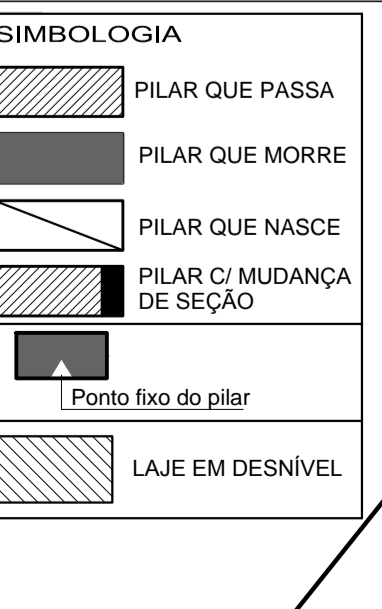 SIMBOLOGIA
PILAR QUE PASSA
PILAR QUE MORRE
PILAR QUE NASCE
PILAR C/ MUDANÇA
DE SEÇÃO
Ponto fixo do pilar
LAJE EM DESNÍVEL